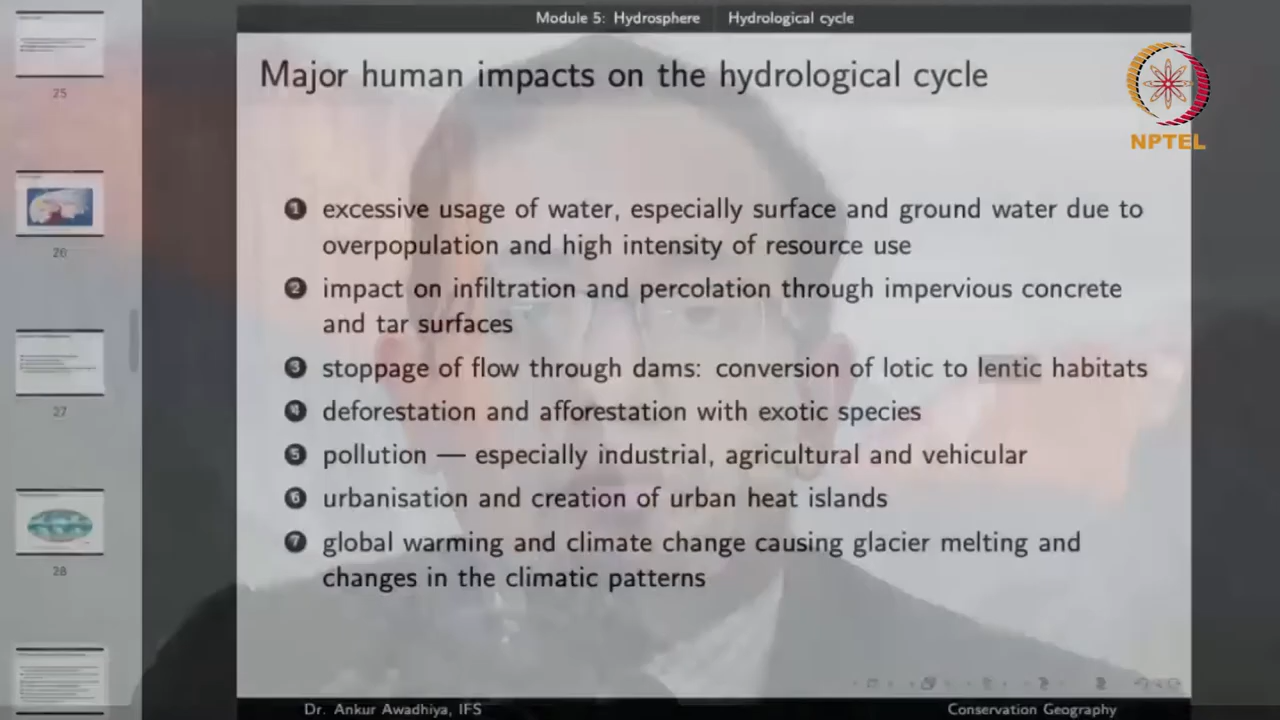 Module 5: Hydrosphere Hydrological cycle
Major human impacts on the hydrological cycle
NPTEL
25
1 excessive usage of water, especially surface and ground water due to
overpopulation and high intensity of resource use
26
2 impact on infiltration and percolation through impervious concrete
and tar surfaces
3 stoppage of flow through dams: conversion of lotic to lentic habitats
27
4 deforestation and afforestation with exotic species
5 pollution — especially industrial, agricultural and vehicular
6 urbanisation and creation of urban heat islands
7 global warming and climate change causing glacier melting and
changes in the climatic patterns
28
Dr. Ankur Awadhiya, IFS Conservation Geography